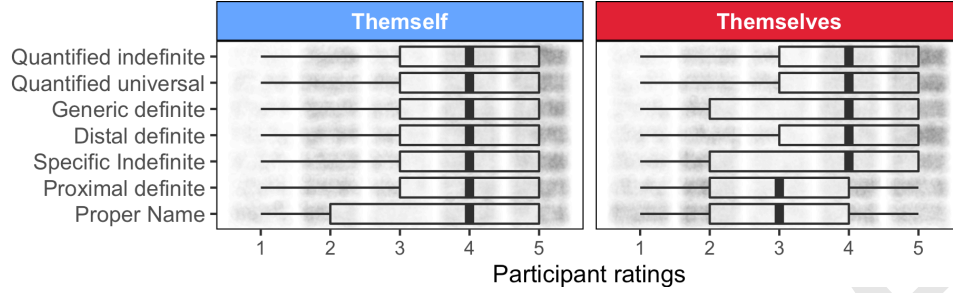 Themself
Themselves
Quantified indefinite
Quantified universal
Generic definite
Distal definite
Specific Indefinite
Proximal definite
Proper Name
1 2 3 4 5
1 2 3 4 5
Participant ratings